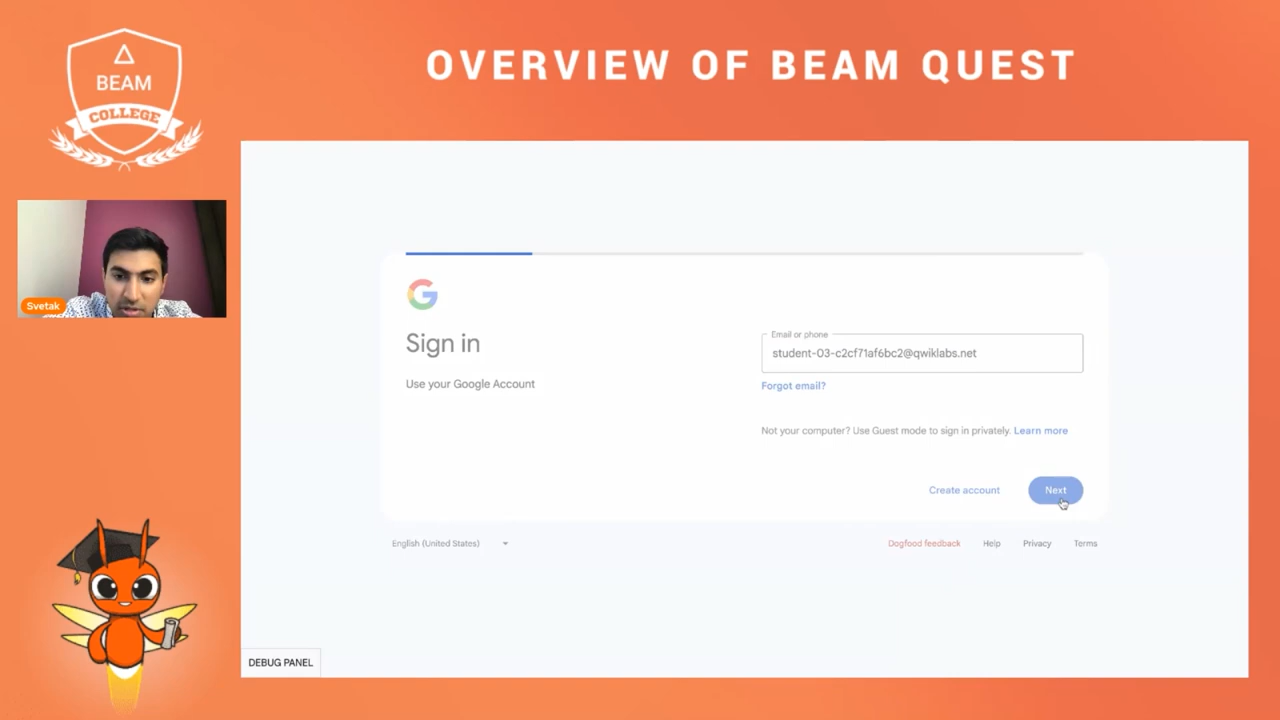 BEAM
COLLEGE
OVERVIEW OF BEAM QUEST
Svetak
Sign in
Use your Google Account
Email or phone
student-03-c2cf71af6bc2@qwiklabs.net
Forgot email?
Not your computer? Use Guest mode to sign in privately. Learn more
Create account
Next
English (United States)
Dogfood feedback
Help
Privacy
Terms
DEBUG PANEL